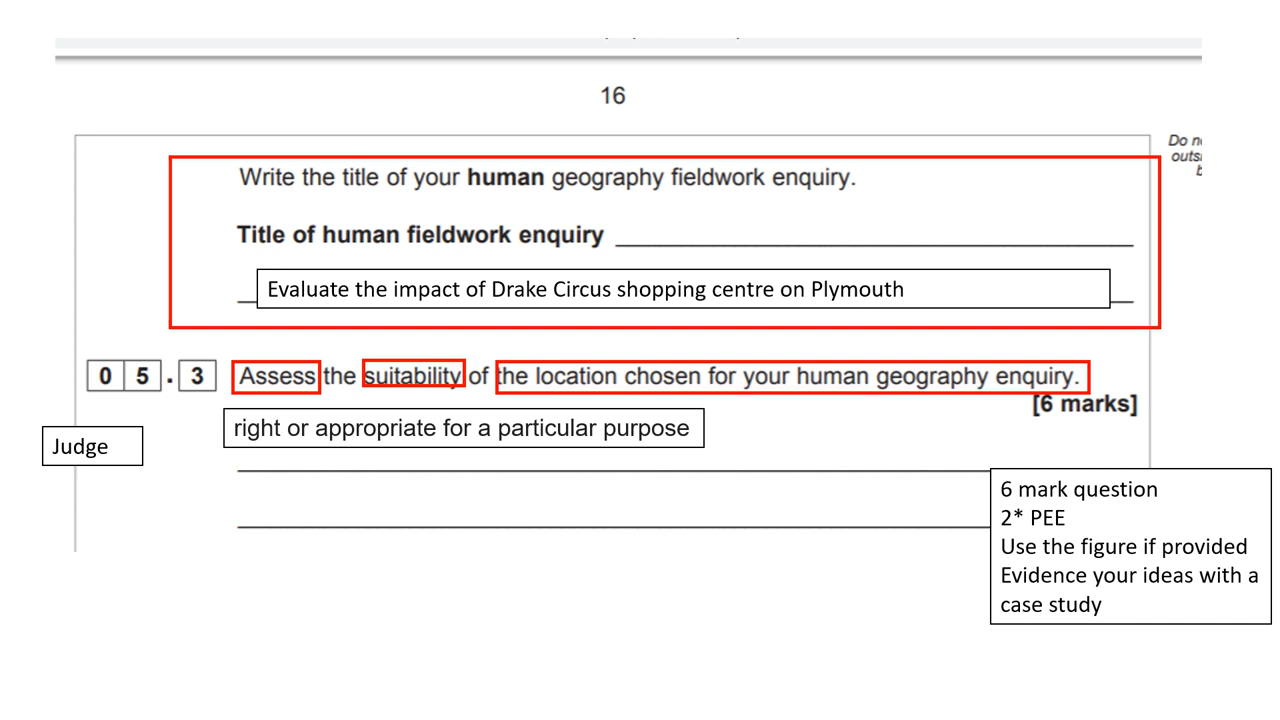 16
Do n
outs
b
Write the title of your human geography fieldwork enquiry.
Title of human fieldwork enquiry
Evaluate the impact of Drake Circus shopping centre on Plymouth
0 5 . 3 Assess the suitability of the location chosen for your human geography enquiry.
[6 marks]
right or appropriate for a particular purpose
Judge
6 mark question
2* PEE
Use the figure if provided
Evidence your ideas with a
case study